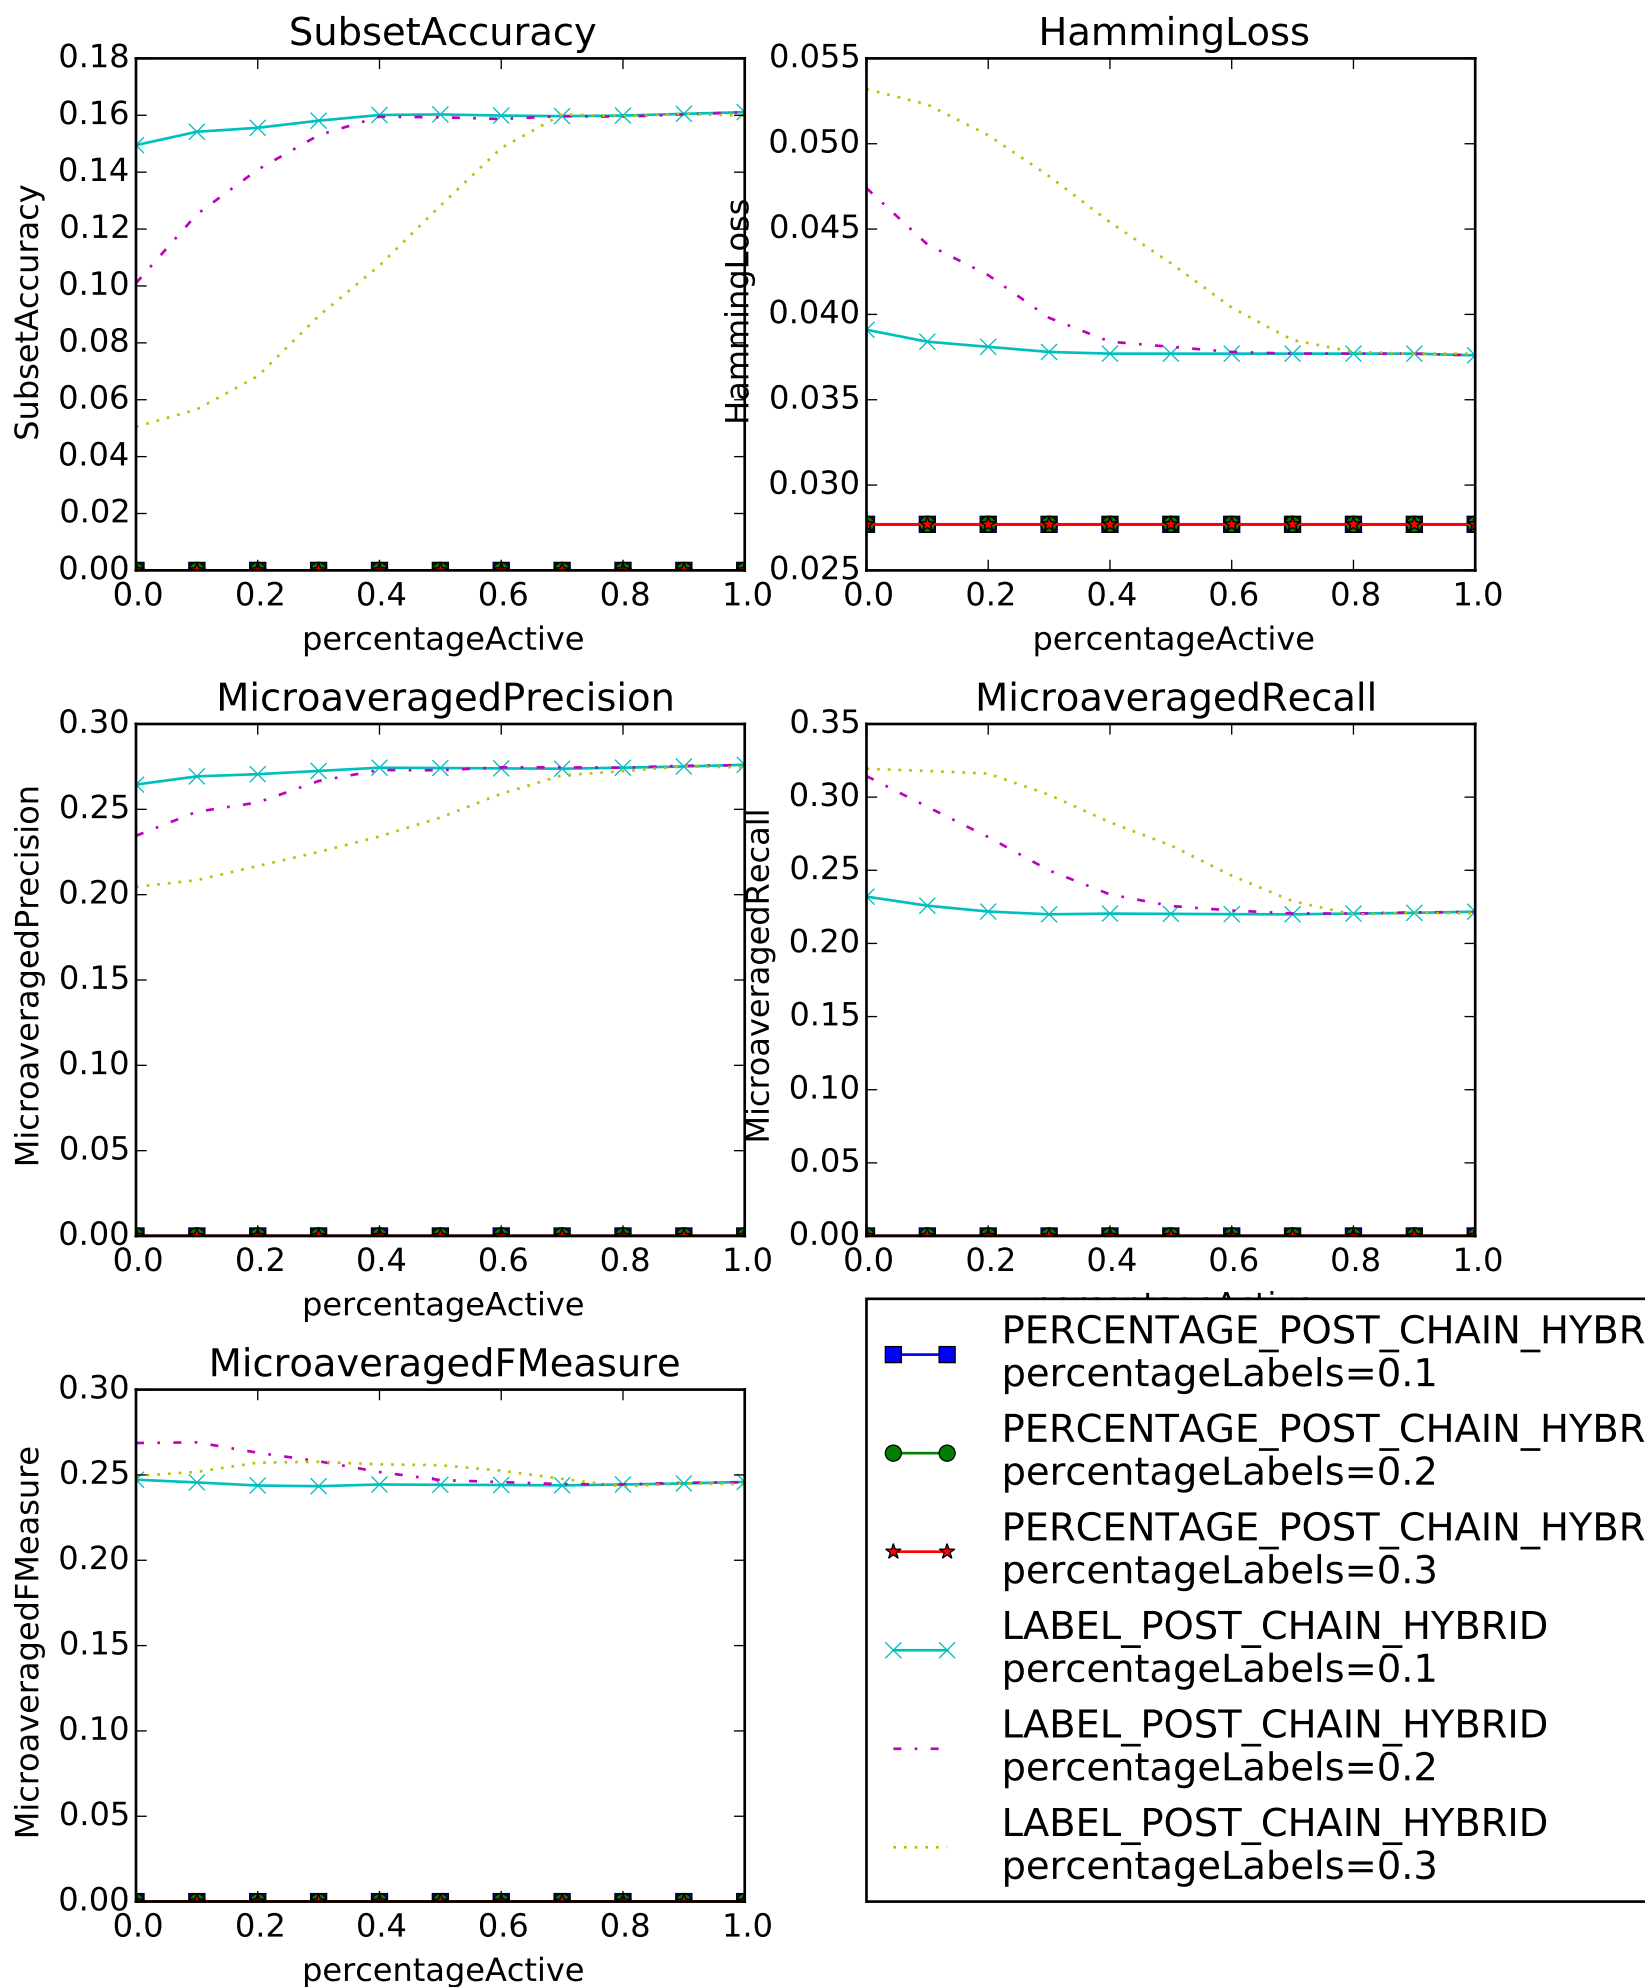 SubsetAccuracy
0.18
0.16
0.14
0.12
0.10
0.08
0.06
0.04
0.02
0.00
SubsetAccuracy
0.0 0.2 0.4 0.6 0.8 1.0
percentageActive
HammingLoss
0.055
0.050
0.045
0.040
0.035
0.030
0.025
HammingLoss
0.0 0.2 0.4 0.6 0.8 1.0
percentageActive
MicroaveragedPrecision
0.30
0.25
0.20
0.15
0.10
0.05
0.00
MicroaveragedPrecision
0.0 0.2 0.4 0.6 0.8 1.0
percentageActive
MicroaveragedRecall
0.35
0.30
0.25
0.20
0.15
0.10
0.05
0.00
MicroaveragedRecall
0.0 0.2 0.4 0.6 0.8 1.0
MicroaveragedFMeasure
0.30
0.25
0.20
0.15
0.10
0.05
0.00
MicroaveragedFMeasure
0.0 0.2 0.4 0.6 0.8 1.0
percentageActive
PERCENTAGE_POST_CHAIN_HYBR
percentageLabels=0.1
PERCENTAGE_POST_CHAIN_HYBR
percentageLabels=0.2
PERCENTAGE_POST_CHAIN_HYBR
percentageLabels=0.3
LABEL_POST_CHAIN_HYBRID
percentageLabels=0.1
LABEL_POST_CHAIN_HYBRID
percentageLabels=0.2
LABEL_POST_CHAIN_HYBRID
percentageLabels=0.3